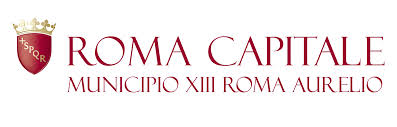 SPQR
ROMA CAPITALE
MUNICIPIO XIII ROMA AURELIO